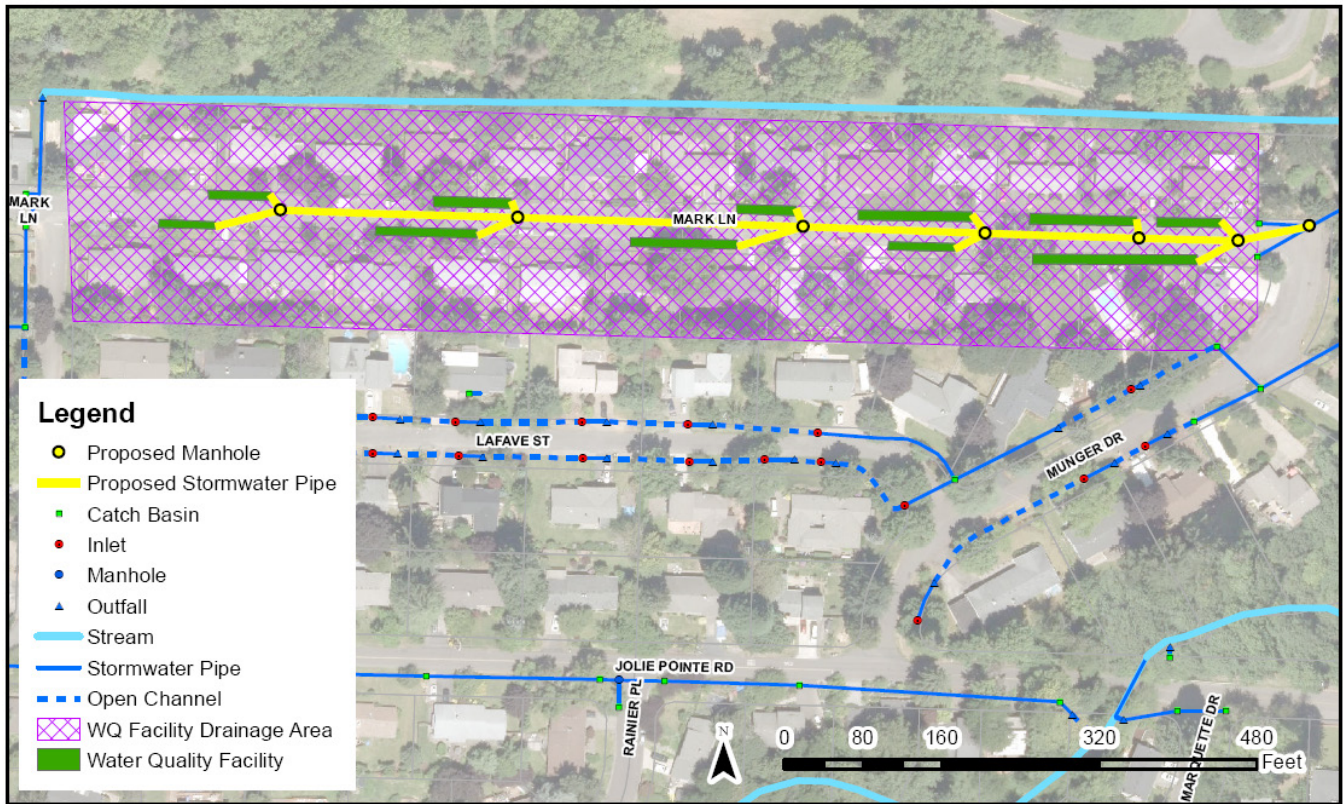 MARK LN
MARK
LN
LAFAVE ST
MUNGER DR
JOLIE POINTE RD
RAINIER PL
MARQUETTE DR
Legend
Proposed Manhole
Proposed Stormwater Pipe
Catch Basin
Inlet
Manhole
Outfall
Stream
Stormwater Pipe
Open Channel
WQ Facility Drainage Area
Water Quality Facility
N
0 80 160 320 480
Feet